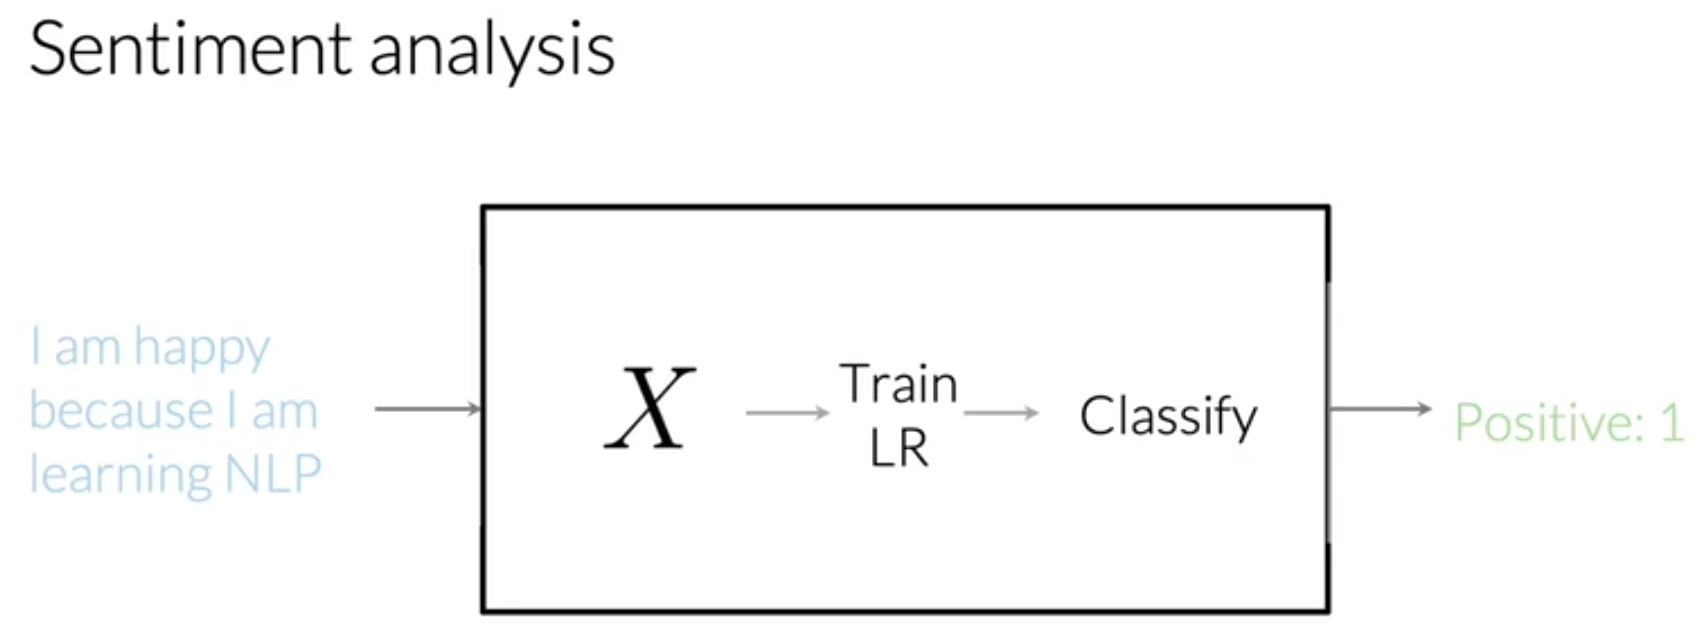 Sentiment analysis
I am happy
because I am
learning NLP
X
Train
LR
Classify
Positive: 1